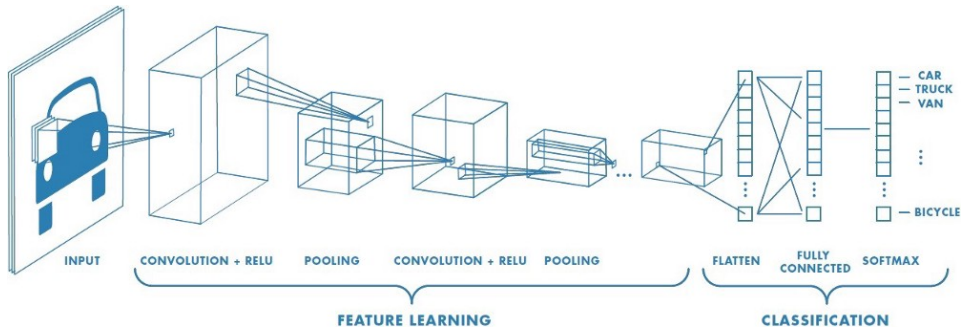 CAR
TRUCK
VAN
...
...
BICYCLE
INPUT
CONVOLUTION + RELU
POOLING
CONVOLUTION + RELU
POOLING
FLATTEN
FULLY
CONNECTED
SOFTMAX
FEATURE LEARNING
CLASSIFICATION